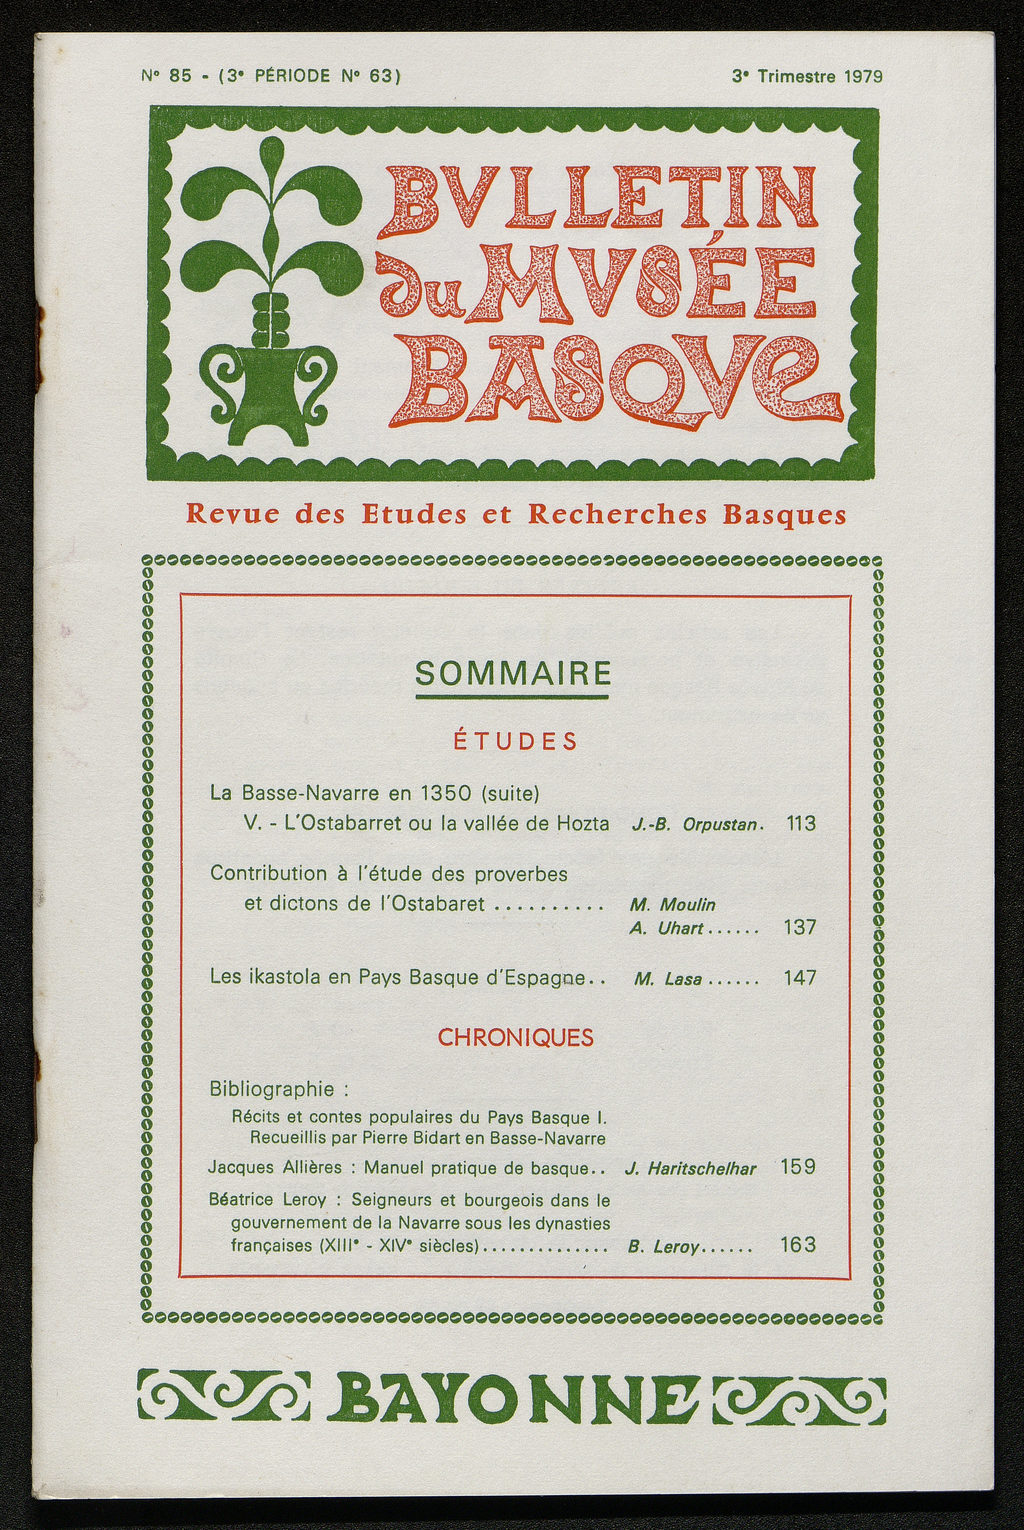 N° 85 - (3e PÉRIODE N° 63) 3e Trimestre 1979
BVLLETIN
du MVSÉE
BASQVE
Revue des Etudes et Recherches Basques
SOMMAIRE
ÉTUDES
La Basse-Navarre en 1350 (suite)
V. - L'Ostabarret ou la vallée de Hozta J.-B. Orpustan. 113
Contribution à l'étude des proverbes
et dictons de l'Ostabaret .......... M. Moulin
A. Uhart...... 137
Les ikastola en Pays Basque d'Espagne.. M. Lasa ...... 147
CHRONIQUES
Bibliographie :
Récits et contes populaires du Pays Basque I.
Recueillis par Pierre Bidart en Basse-Navarre
Jacques Allières : Manuel pratique de basque.. J. Haritschelhar 159
Béatrice Leroy : Seigneurs et bourgeois dans le
gouvernement de la Navarre sous les dynasties
françaises (XIIIe - XIVe siècles).............. B. Leroy...... 163
BAYONNE